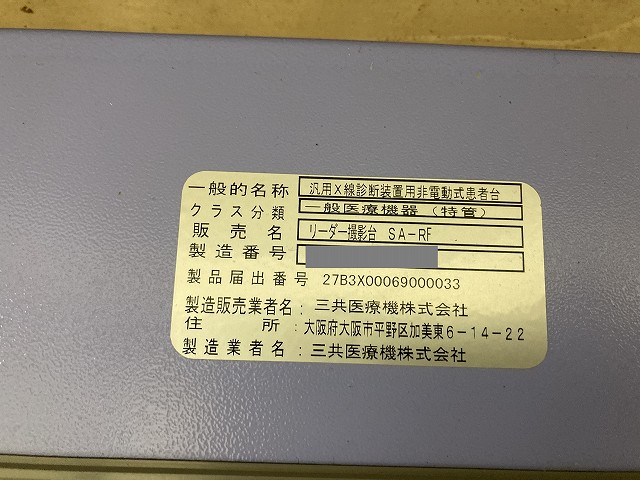 一般的名称 汎用X線診断装置用非電動式患者台
クラス分類 一般医療機器（特管）
販売名 リーダー撮影台 SA-RF
製造番号
製品届出番号 27B3X00069000033
製造販売業者名：三共医療機株式会社
住所：大阪府大阪市平野区加美東6-14-22
製造業者名：三共医療機株式会社